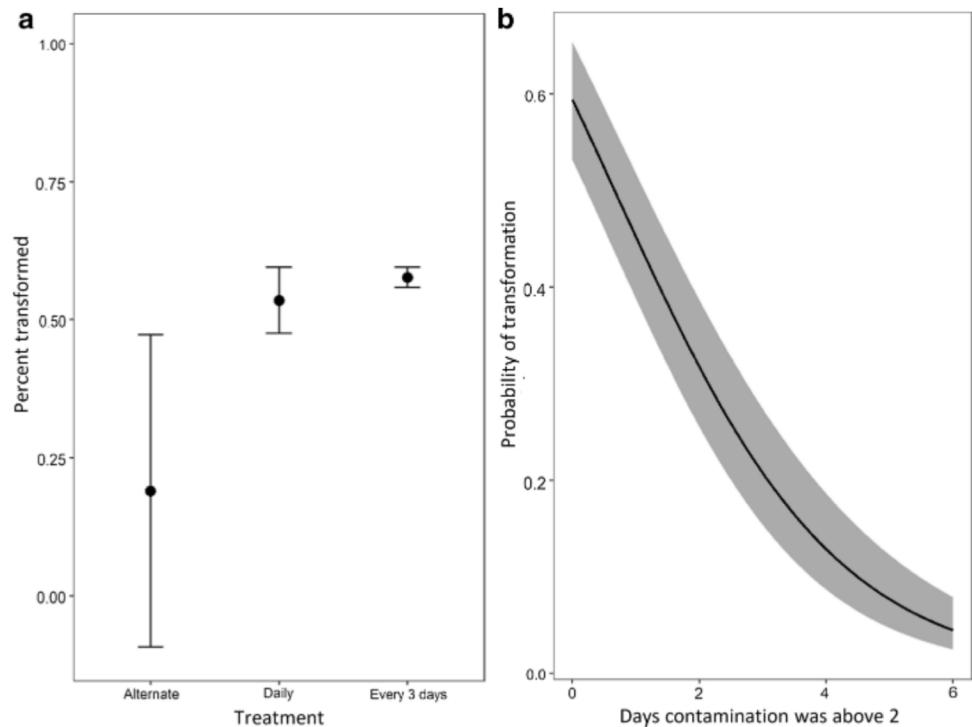 a
1.00
0.75
0.50
0.25
0.00
Percent transformed
Alternate Daily Every 3 days
Treatment
b
0.6
0.4
0.2
0.0
Probability of transformation
0 2 4 6
Days contamination was above 2